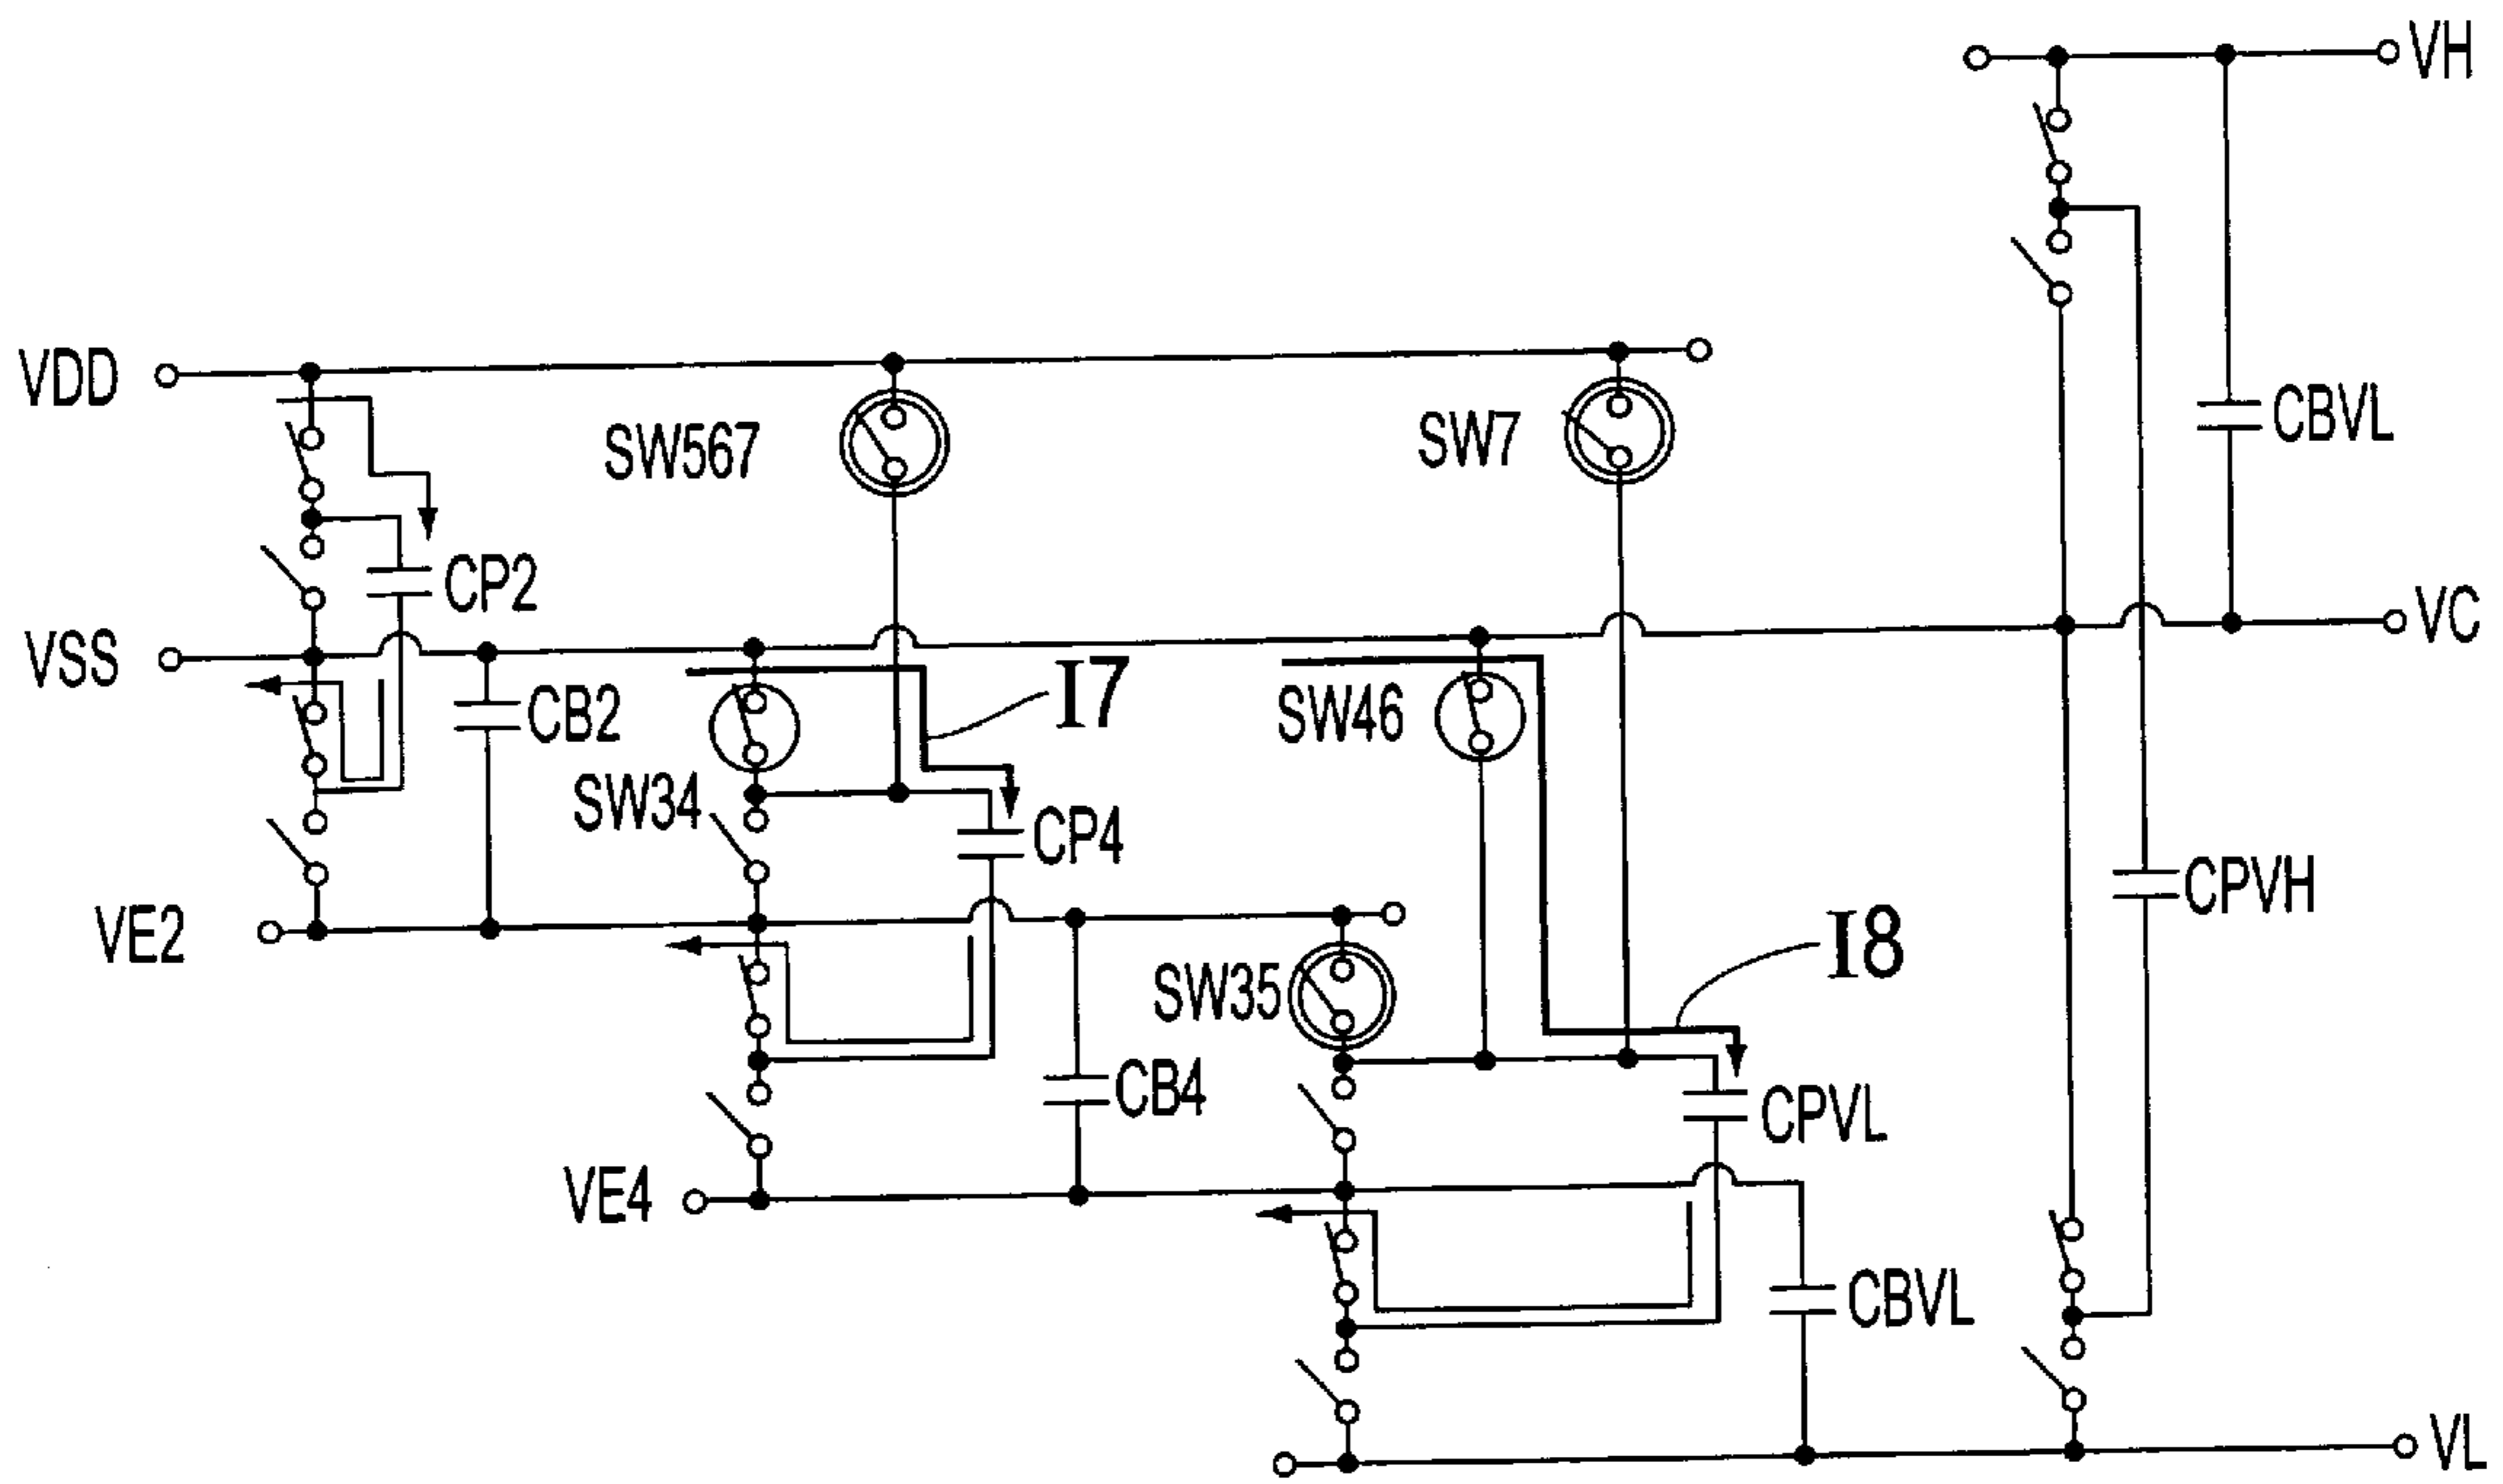 VH
VDD
SW567
SW7
CBVL
CP2
VSS
VC
CB2
I7
SW46
SW34
CP4
CPVH
VE2
I8
SW35
CB4
CPVL
VE4
CBVL
VL